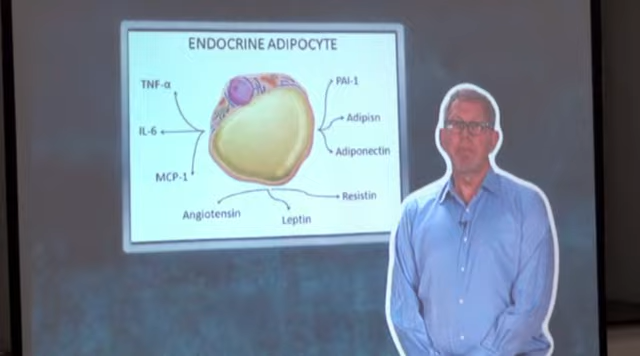 ENDOCRINE ADIPOCYTE
TNF-α
PAI-1
IL-6
Adipisn
Adiponectin
MCP-1
Resistin
Angiotensin
Leptin